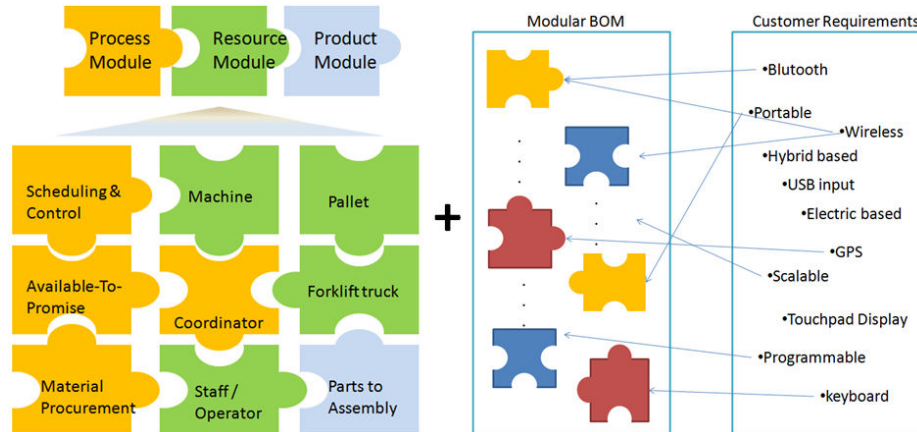 Process
Module
Resource
Module
Product
Module
Scheduling &
Control
Machine
Pallet
Available-To-
Promise
Coordinator
Forklift truck
Material
Procurement
Staff /
Operator
Parts to
Assembly
+
Modular BOM
Customer Requirements
•Blutooth
•Portable
•Wireless
•Hybrid based
•USB input
•Electric based
•GPS
•Scalable
•Touchpad Display
•Programmable
•keyboard